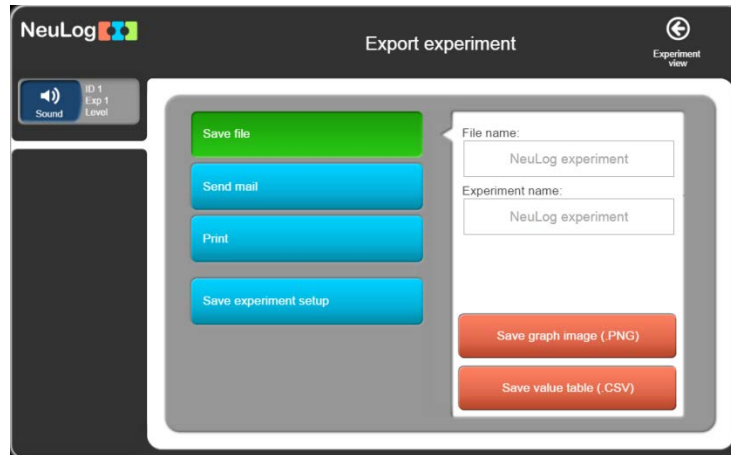 NeuLog
Export experiment
Experiment
view
Sound
ID 1
Exp 1
Level
Save file
Send mail
Print
Save experiment setup
File name:
NeuLog experiment
Experiment name:
NeuLog experiment
Save graph image (.PNG)
Save value table (.CSV)